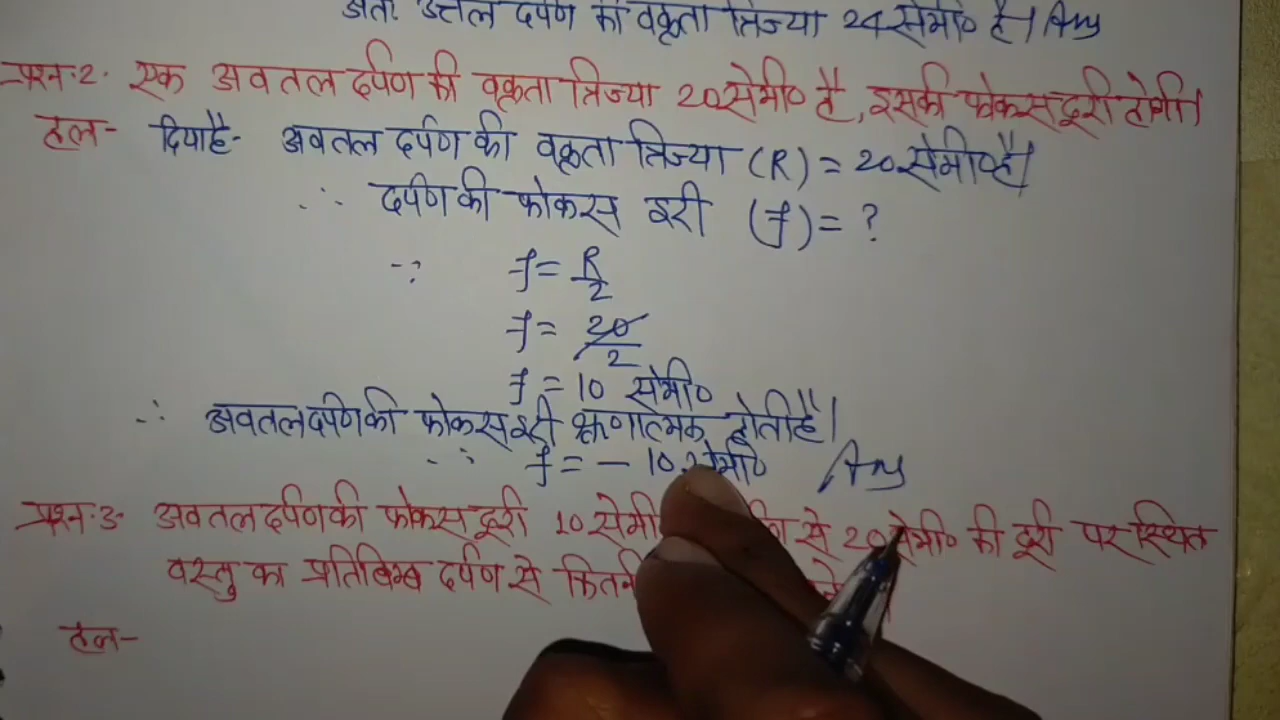 अतः उत्तल दर्पण की वक्रता त्रिज्या 24 सेमी० है। Ans
प्रश्न:2. एक अवतल दर्पण की वक्रता त्रिज्या 20 सेमी० है, इसकी फोकस दूरी होगी।
हल- दिया है- अवतल दर्पण की वक्रता त्रिज्या (R) = 20 सेमी० है।
∴ दर्पण की फोकस दूरी (f) = ?
∵ f = R/2
f = 20/2
f = 10 सेमी०
∴ अवतल दर्पण की फोकस दूरी ऋणात्मक होती है।
∴ f = - 10 सेमी० Ans
प्रश्न:3. अवतल दर्पण की फोकस दूरी 10 सेमी से 20 सेमी० की दूरी पर स्थित
वस्तु का प्रतिबिम्ब दर्पण से
हल-